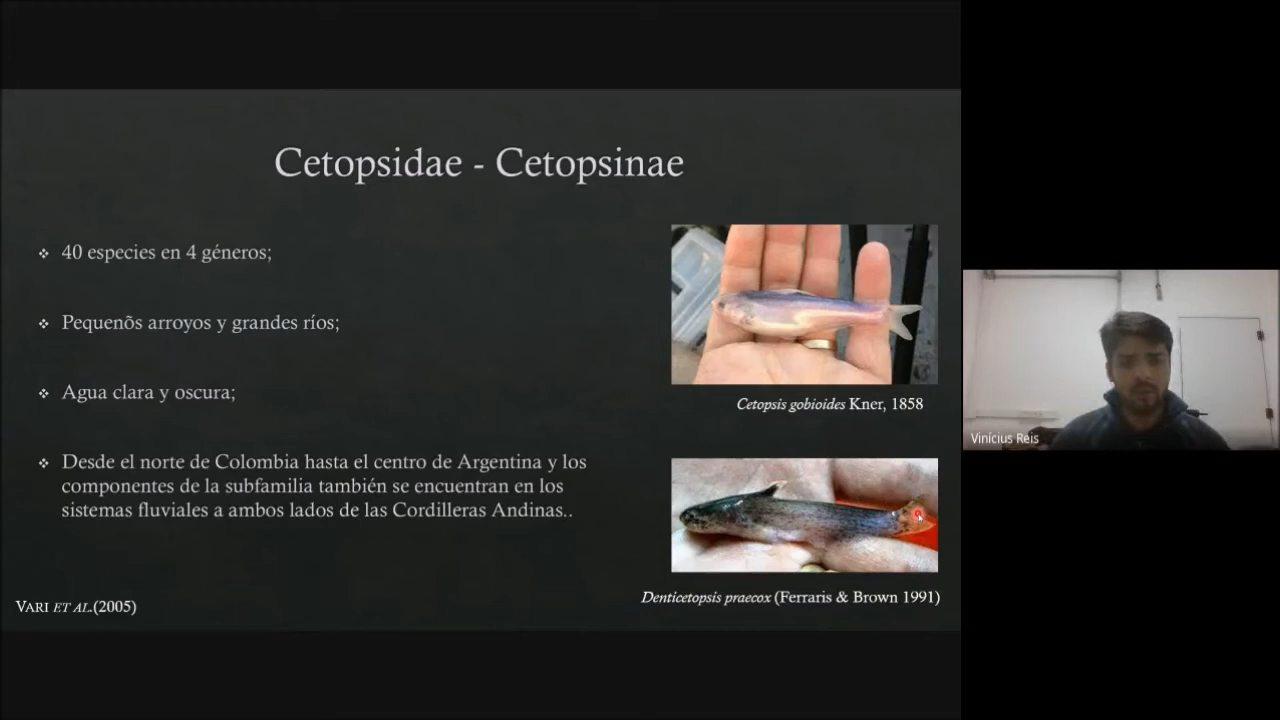 Cetopsidae - Cetopsinae
❖ 40 especies en 4 géneros;
❖ Pequenõs arroyos y grandes ríos;
❖ Agua clara y oscura;
❖ Desde el norte de Colombia hasta el centro de Argentina y los
componentes de la subfamilia también se encuentran en los
sistemas fluviales a ambos lados de las Cordilleras Andinas..
Cetopsis gobioides Kner, 1858
Denticetopsis praecox (Ferraris & Brown 1991)
VARI ET AL.(2005)
Vinícius Reis